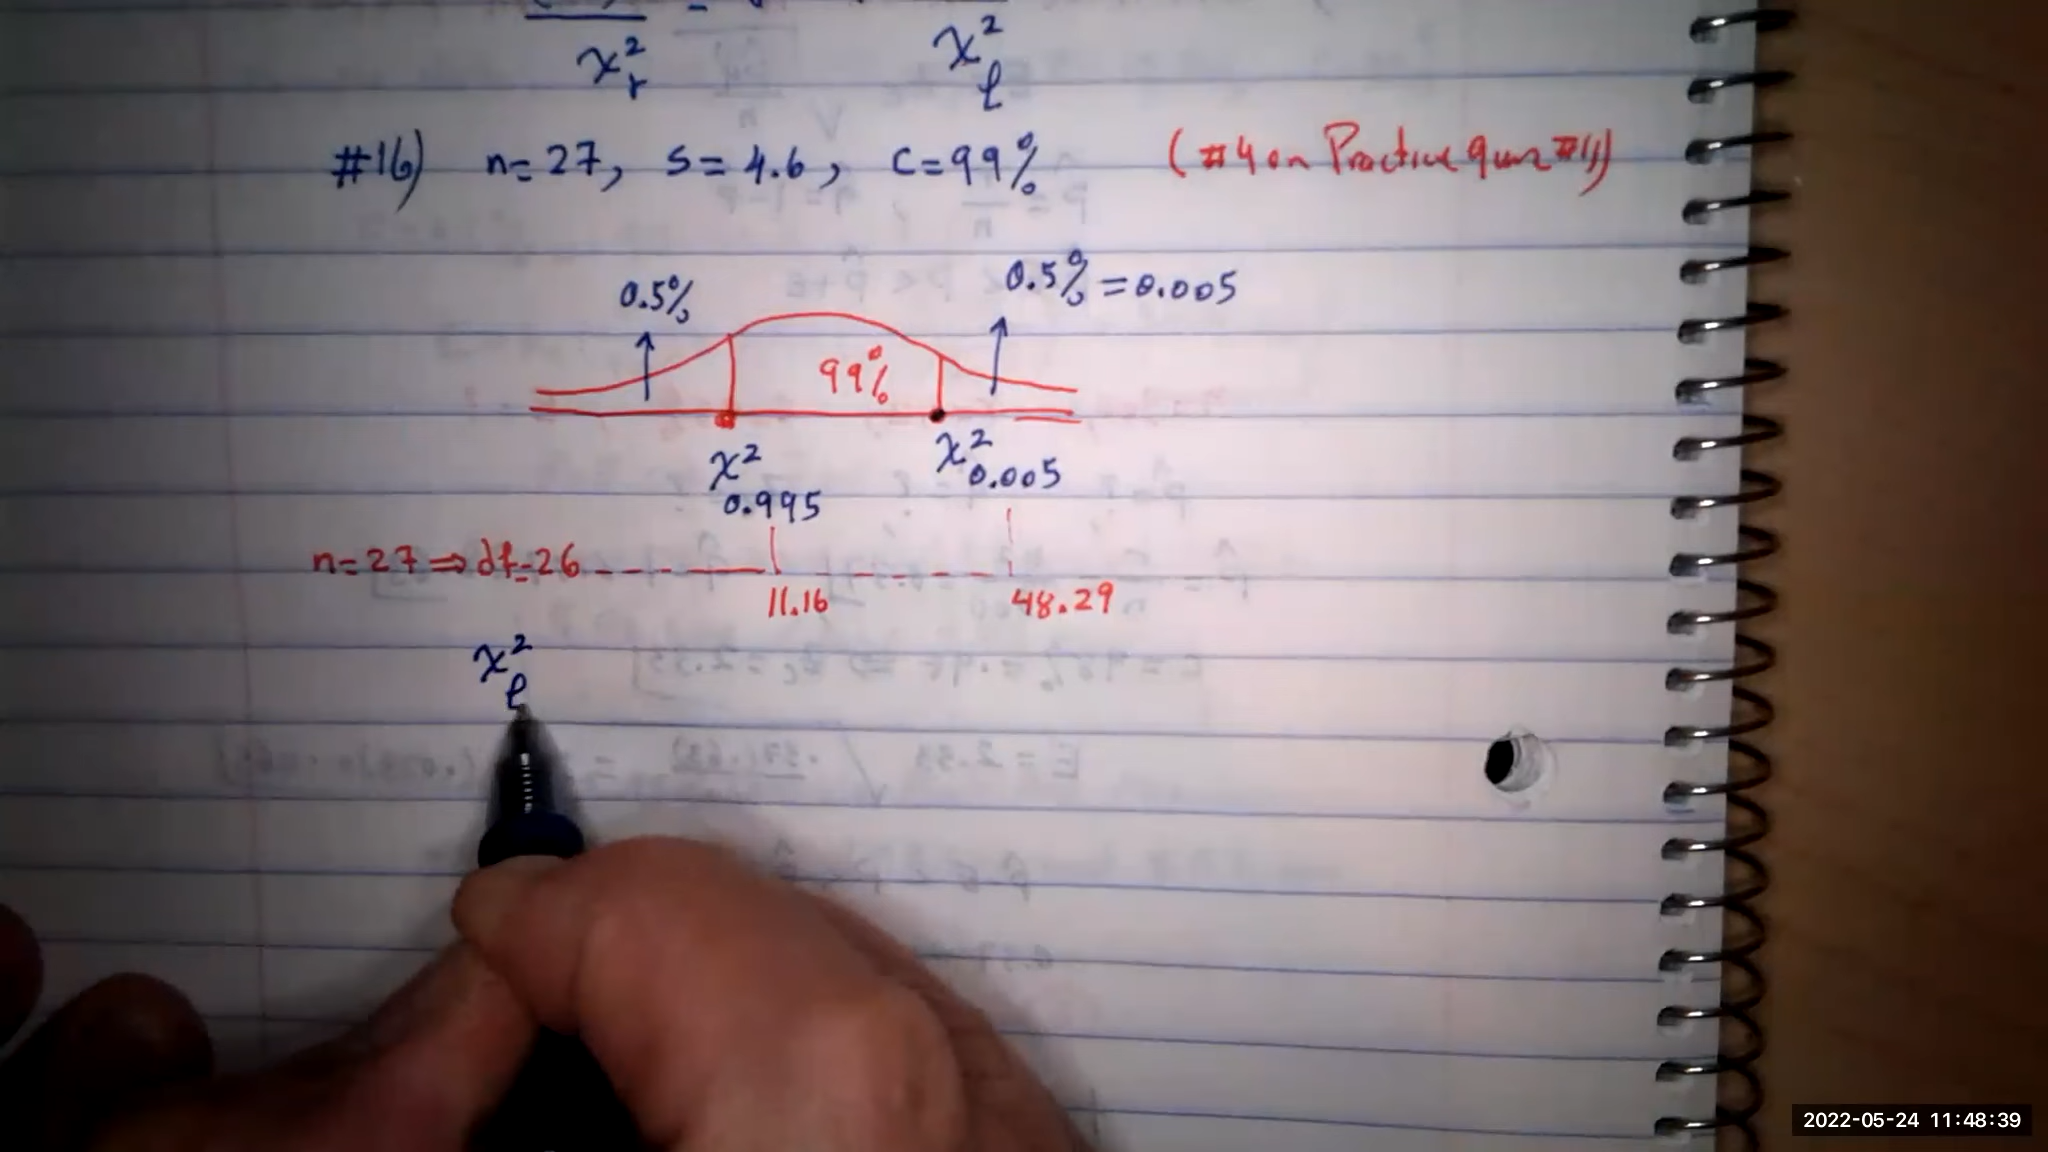 χ²r χ²ℓ
#16) n=27, s=4.6, c=99% (#4 on Practice quiz #11)
0.5% 0.5%=0.005
99%
χ²0.995 χ²0.005
n=27⇒df=26
11.16 48.29
χ²ℓ
2022-05-24 11:48:39